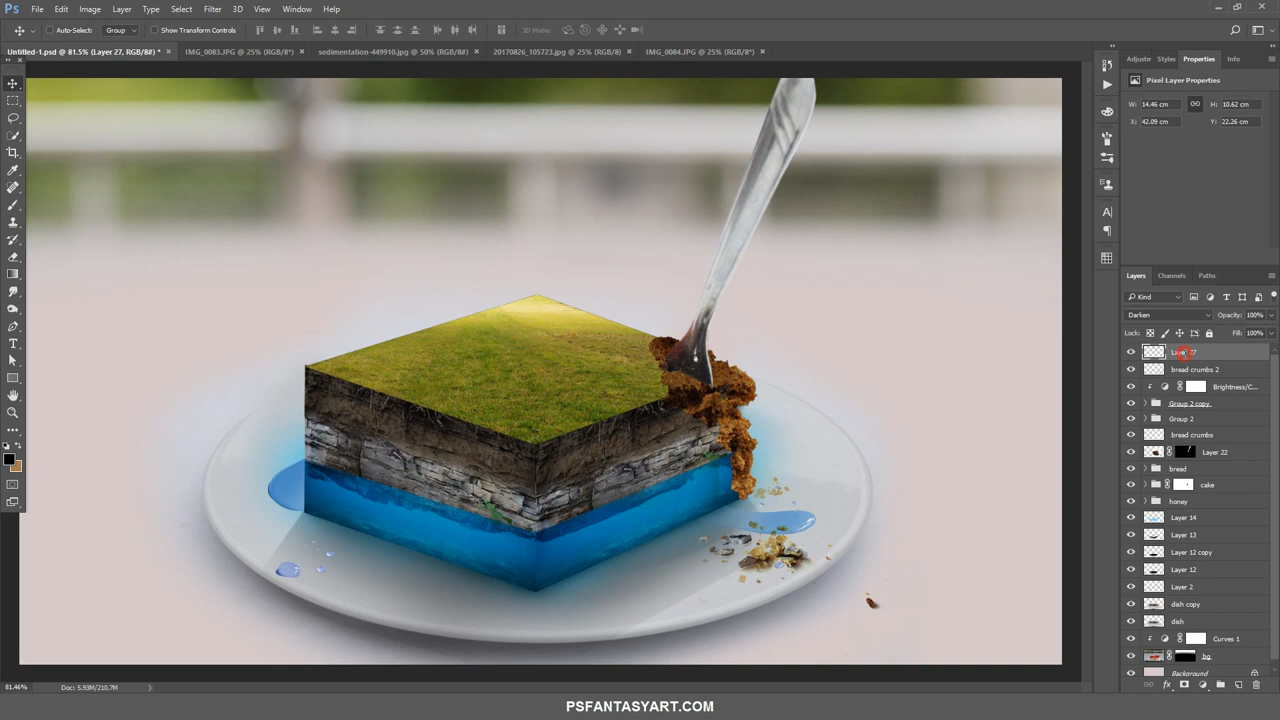 Ps File Edit Image Layer Type Select Filter 3D View Window Help
Auto-Select: Group Show Transform Controls 3D Mode:
Untitled-1.psd @ 81.5% (Layer 27, RGB/8#) * × IMG_0083.JPG @ 25% (RGB/8*) × sedimentation-449910.jpg @ 50% (RGB/8#) × 20170826_105723.jpg @ 25% (RGB/8) × IMG_0084.JPG @ 25% (RGB/8*) ×
Adjustr Styles Properties Info
Pixel Layer Properties
W: 14.46 cm H: 10.62 cm
X: 42.09 cm Y: 22.26 cm
Layers Channels Paths
Kind
Darken Opacity: 100%
Lock: Fill: 100%
bread crumbs 2
Brightness/C...
Group 2 copy
Group 2
bread crumbs
Layer 22
bread
cake
honey
Layer 14
Layer 13
Layer 12 copy
Layer 12
Layer 2
dish copy
dish
Curves 1
bg
Background
81.46% Doc: 5.93M/210.7M
PSFANTASYART.COM